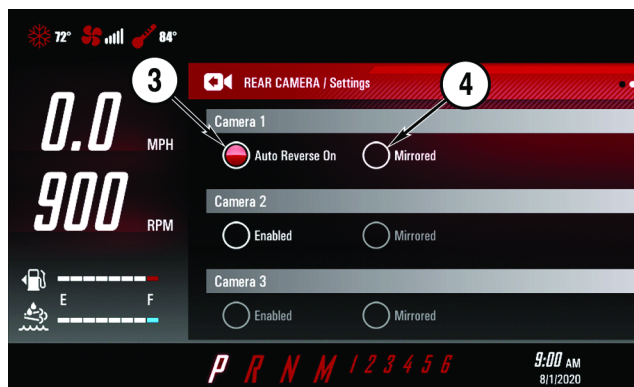 72° 84°
3 4
REAR CAMERA / Settings
Camera 1
Auto Reverse On Mirrored
0.0 MPH
Camera 2
900 RPM
Enabled Mirrored
Camera 3
E F
Enabled Mirrored
P R N M 1 2 3 4 5 6
9:00 AM
8/1/2020